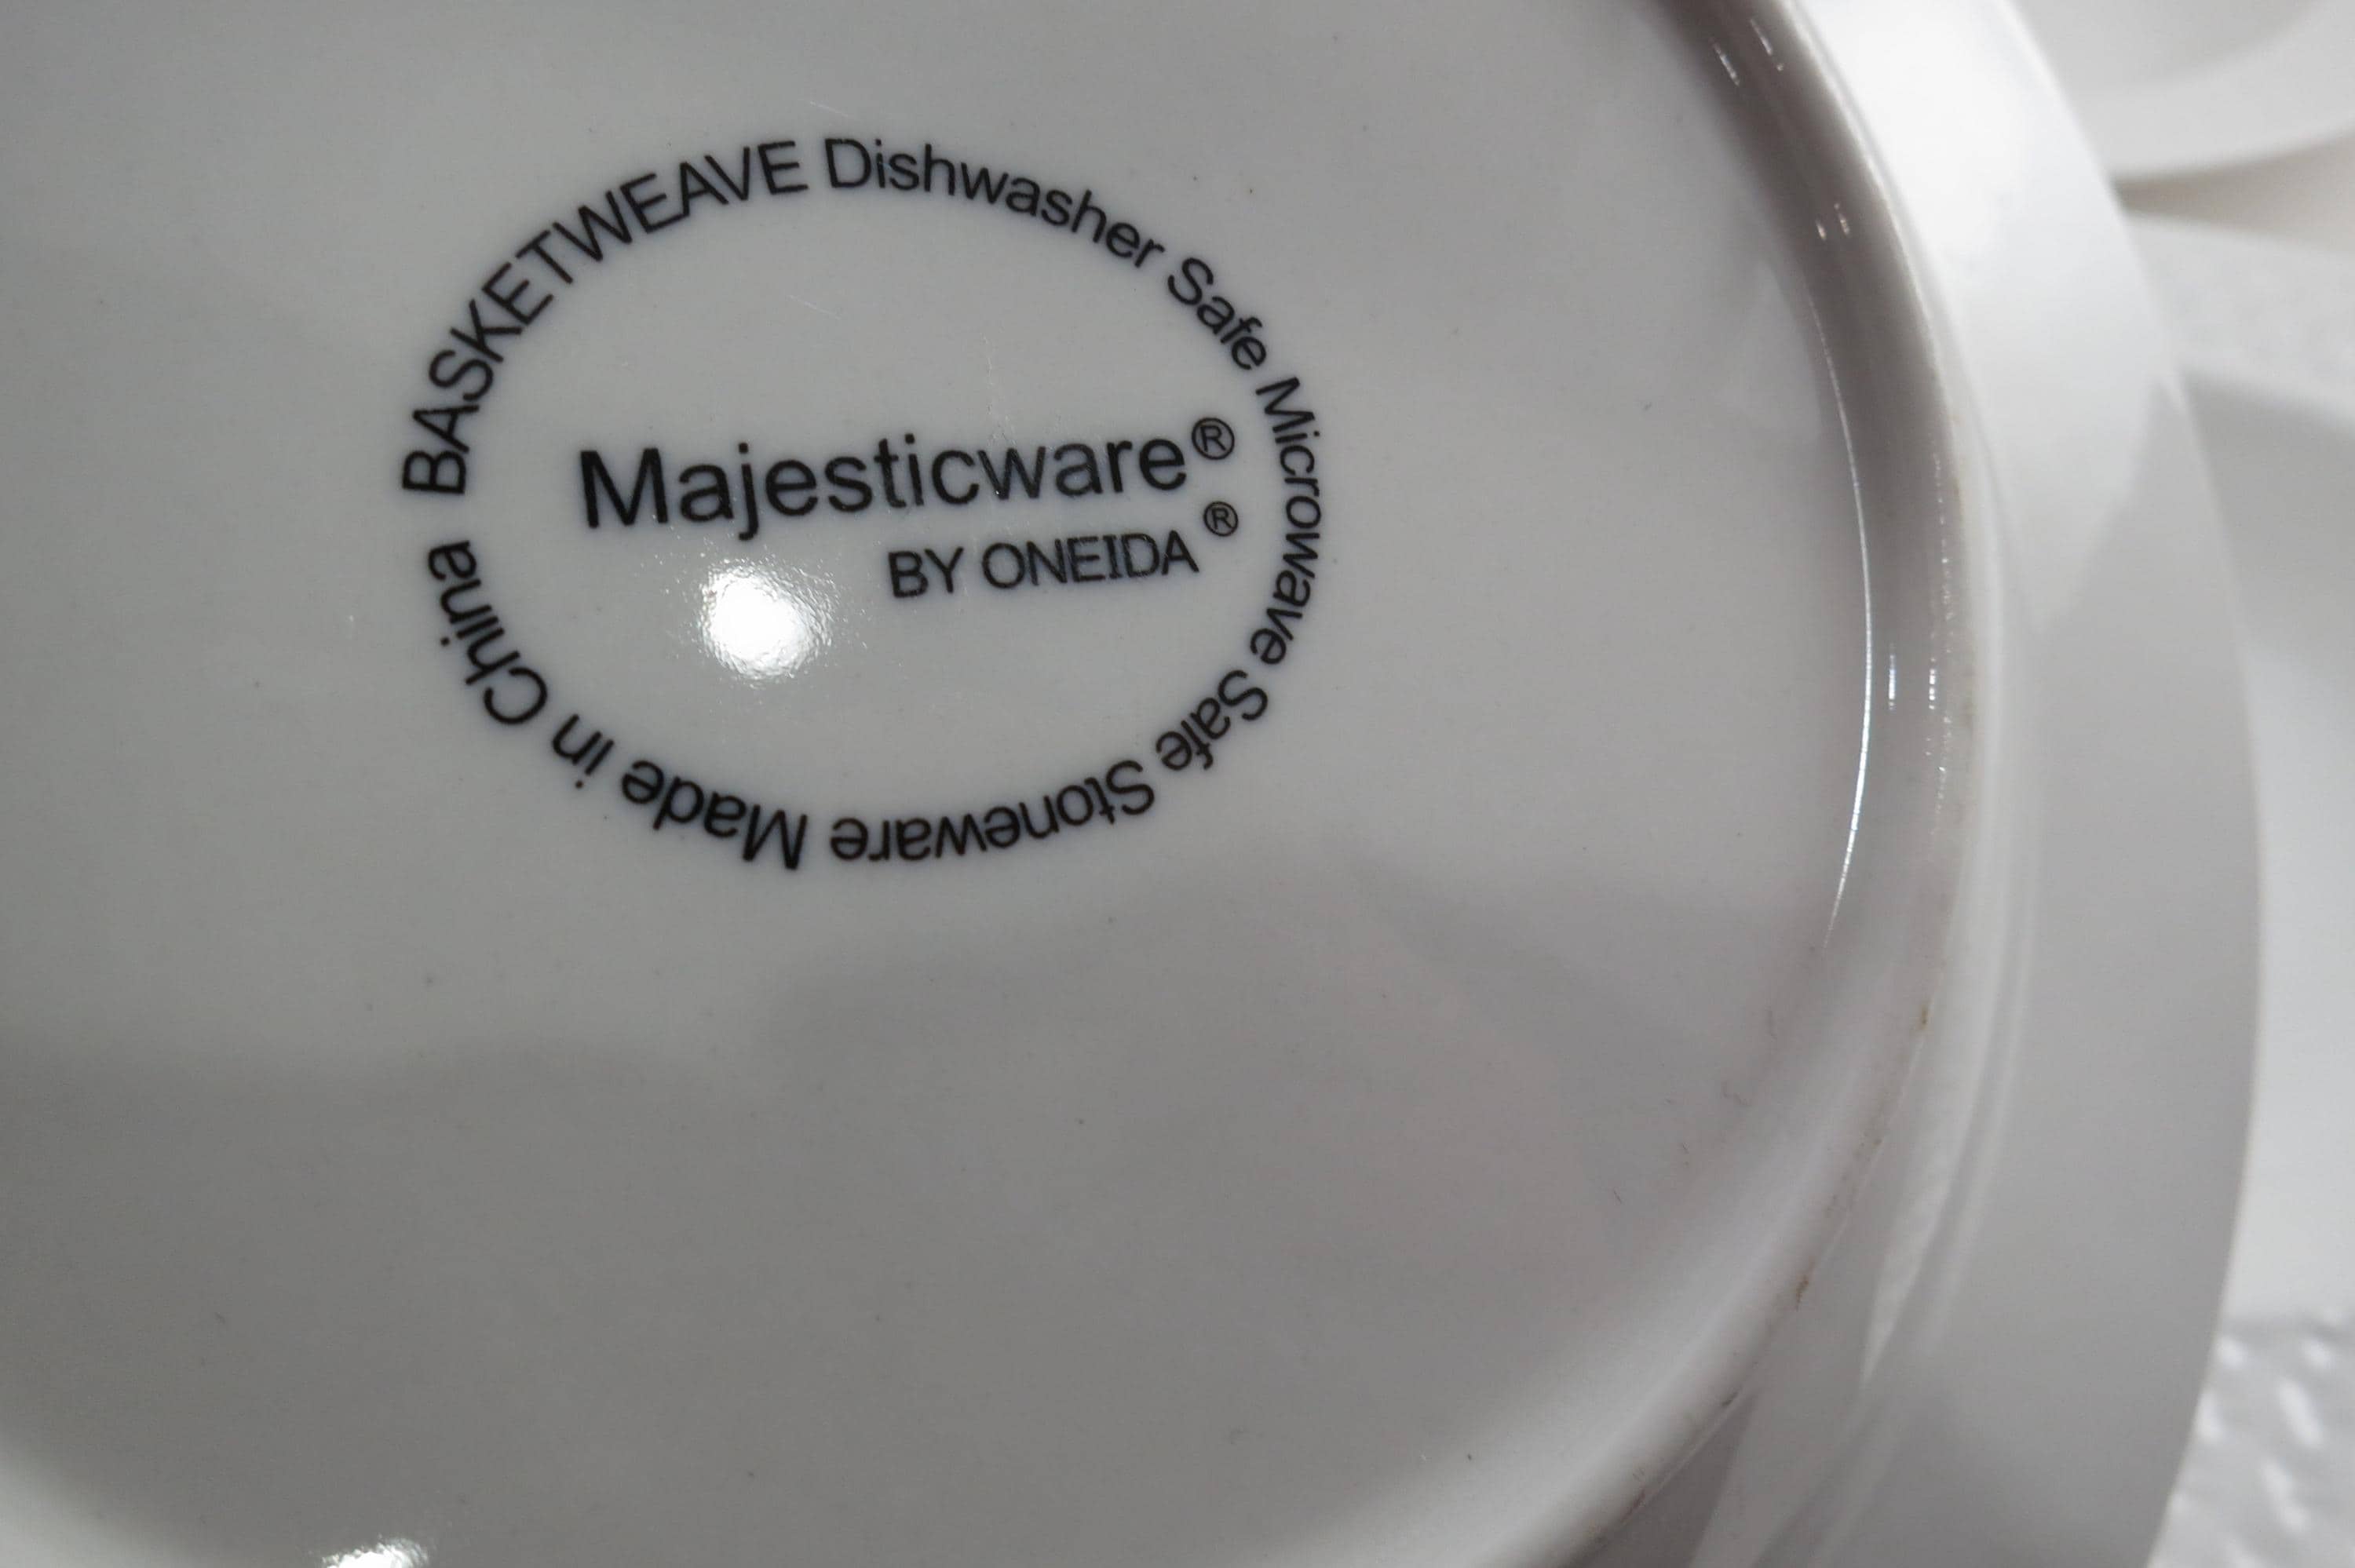 BASKETWEAVE Dishwasher Safe Microwave Safe Stoneware Made in China
Majesticware®
BY ONEIDA®